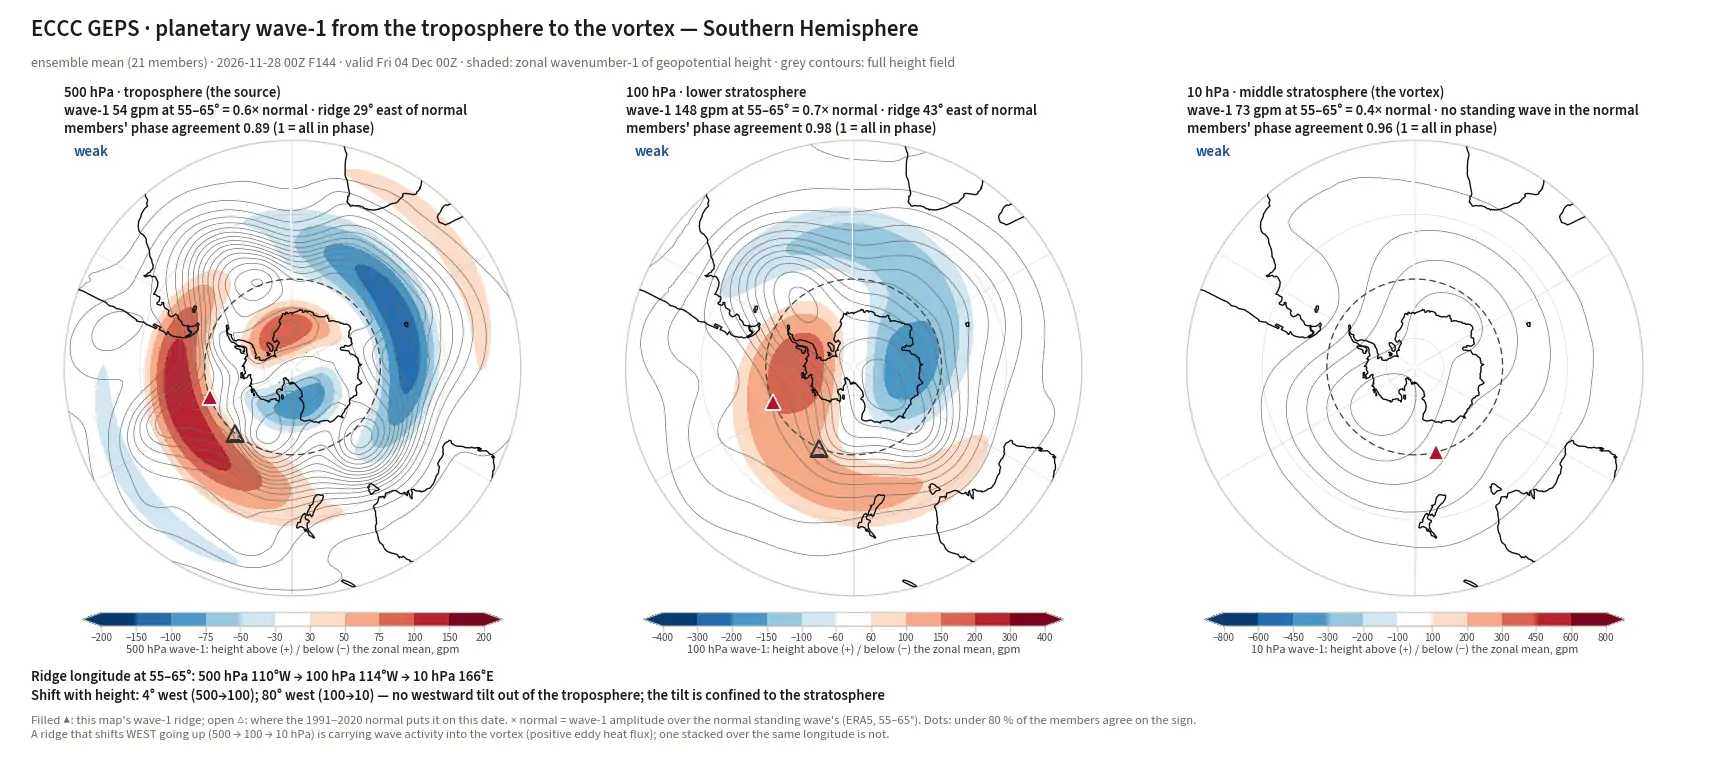 ECCC GEPS · planetary wave-1 from the troposphere to the vortex — Southern Hemisphere
ensemble mean (21 members) · 2026-11-28 00Z F144 · valid Fri 04 Dec 00Z · shaded: zonal wavenumber-1 of geopotential height · grey contours: full height field
500 hPa · troposphere (the source)
wave-1 54 gpm at 55–65° = 0.6× normal · ridge 29° east of normal
members' phase agreement 0.89 (1 = all in phase)
weak
100 hPa · lower stratosphere
wave-1 148 gpm at 55–65° = 0.7× normal · ridge 43° east of normal
members' phase agreement 0.98 (1 = all in phase)
weak
10 hPa · middle stratosphere (the vortex)
wave-1 73 gpm at 55–65° = 0.4× normal · no standing wave in the normal
members' phase agreement 0.96 (1 = all in phase)
weak
−200 −150 −100 −75 −50 −30 30 50 75 100 150 200
500 hPa wave-1: height above (+) / below (−) the zonal mean, gpm
−400 −300 −200 −150 −100 −60 60 100 150 200 300 400
100 hPa wave-1: height above (+) / below (−) the zonal mean, gpm
−800 −600 −450 −300 −200 −100 100 200 300 450 600 800
10 hPa wave-1: height above (+) / below (−) the zonal mean, gpm
Ridge longitude at 55–65°: 500 hPa 110°W → 100 hPa 114°W → 10 hPa 166°E
Shift with height: 4° west (500→100); 80° west (100→10) — no westward tilt out of the troposphere; the tilt is confined to the stratosphere
Filled ▲: this map's wave-1 ridge; open △: where the 1991–2020 normal puts it on this date. × normal = wave-1 amplitude over the normal standing wave's (ERA5, 55–65°). Dots: under 80 % of the members agree on the sign.
A ridge that shifts WEST going up (500 → 100 → 10 hPa) is carrying wave activity into the vortex (positive eddy heat flux); one stacked over the same longitude is not.